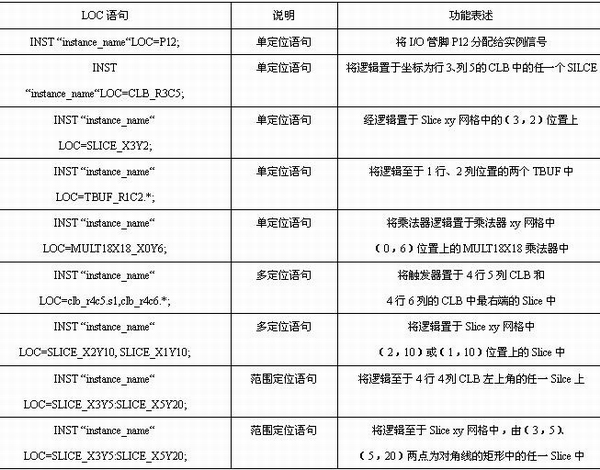 LOC 语句 说明 功能表述
INST “instance_name“LOC=P12; 单定位语句 将 I/O 管脚 P12 分配给实例信号
INST 单定位语句 将逻辑置于坐标为行 3、列 5 的 CLB 中的任一个 SILCE
“instance_name“LOC=CLB_R3C5;
INST “instance_name“ 单定位语句 经逻辑置于 Slice xy 网格中的（3，2）位置上
LOC=SLICE_X3Y2;
INST “instance_name“ 单定位语句 将逻辑至于 1 行、2 列位置的两个 TBUF 中
LOC=TBUF_R1C2.*;
INST “instance_name“ 单定位语句 将乘法器逻辑置于乘法器 xy 网格中
LOC=MULT18X18_X0Y6; （0，6）位置上的 MULT18X18 乘法器中
INST “instance_name“ 多定位语句 将触发器置于 4 行 5 列 CLB 和
LOC=clb_r4c5.s1,clb_r4c6.*; 4 行 6 列的 CLB 中最右端的 Slice 中
INST “instance_name“ 多定位语句 将逻辑置于 Slice xy 网格中
LOC=SLICE_X2Y10, SLICE_X1Y10; （2，10）或（1，10）位置上的 Slice 中
INST “instance_name“ 范围定位语句 将逻辑至于 4 行 4 列 CLB 左上角的任一 Silce 上
LOC=SLICE_X3Y5:SLICE_X5Y20;
INST “instance_name“ 范围定位语句 将逻辑至于 Slice xy 网格中，由（3，5）、
LOC=SLICE_X3Y5:SLICE_X5Y20; （5，20）两点为对角线的矩形中的任一 Slice 中